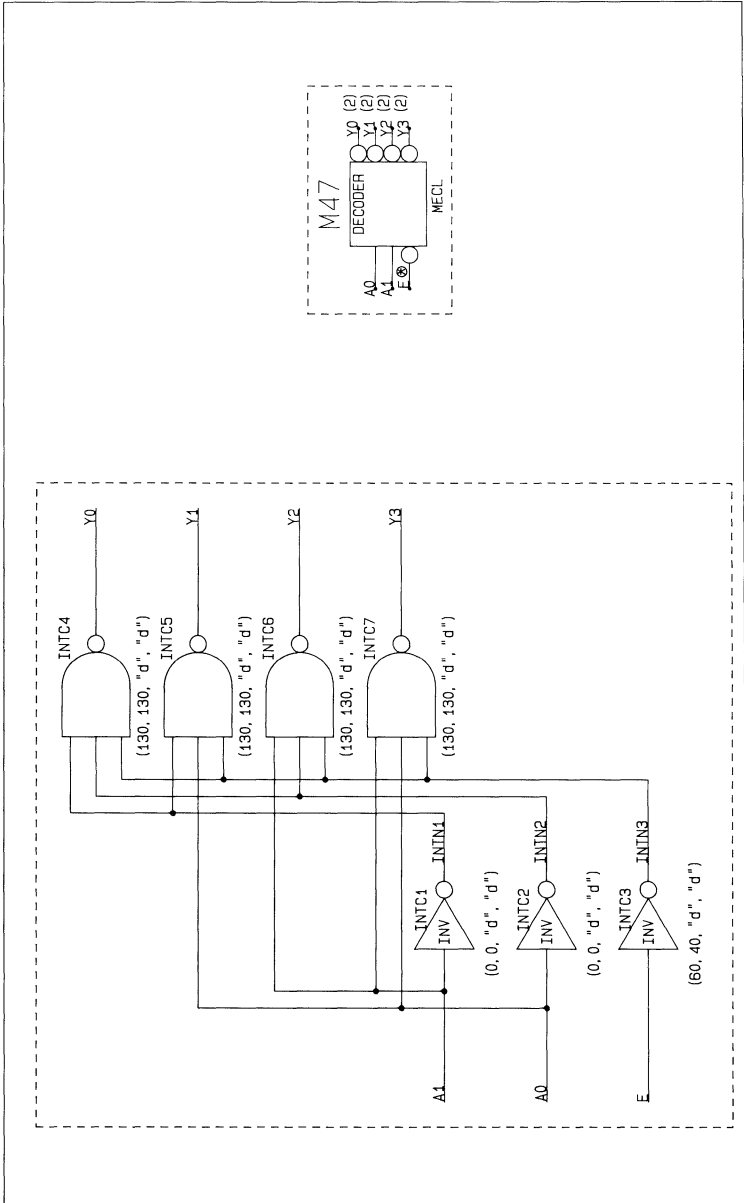 M47
DECODER
A0
A1
E
Y0 (2)
Y1 (2)
Y2 (2)
Y3 (2)
MECL
A1
A0
E
INTC1
INV
INTN1
(0, 0, "d", "d")
INTC2
INV
INTN2
(0, 0, "d", "d")
INTC3
INV
INTN3
(60, 40, "d", "d")
INTC4
Y0
(130, 130, "d", "d")
INTC5
Y1
(130, 130, "d", "d")
INTC6
Y2
(130, 130, "d", "d")
INTC7
Y3
(130, 130, "d", "d")